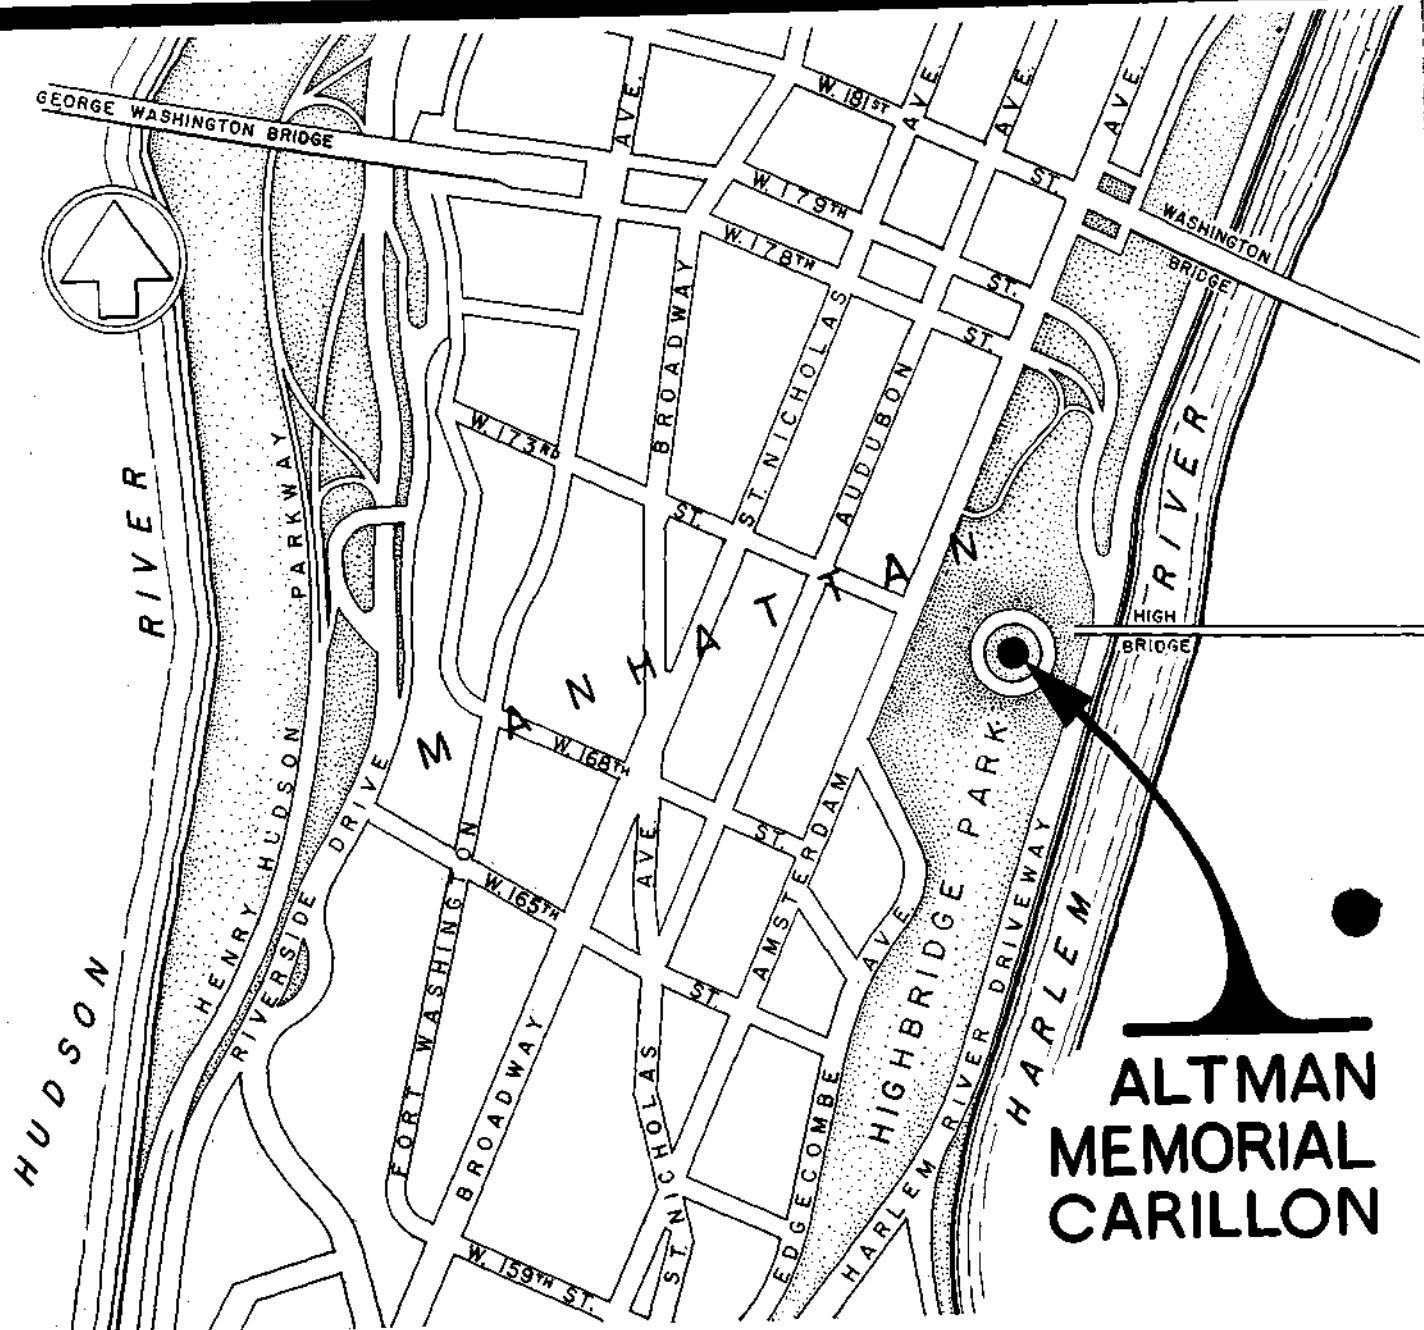 GEORGE WASHINGTON BRIDGE
AVE.
W. 181ST
ST.
AVE.
AVE.
AVE.
W. 179TH
ST.
W. 178TH
ST.
WASHINGTON
BRIDGE
BROADWAY
ST. NICHOLAS
AUDUBON
W. 173RD
ST.
HUDSON RIVER
HENRY HUDSON PARKWAY
RIVERSIDE DRIVE
MANHATTAN
HIGH
BRIDGE
HARLEM RIVER
W. 168TH
ST.
AVE.
AMSTERDAM
AVE.
HIGHBRIDGE PARK
HARLEM RIVER DRIVEWAY
W. 165TH
ST.
FORT WASHINGTON
BROADWAY
ST. NICHOLAS
EDGECOMBE
W. 159TH ST.
ALTMAN
MEMORIAL
CARILLON